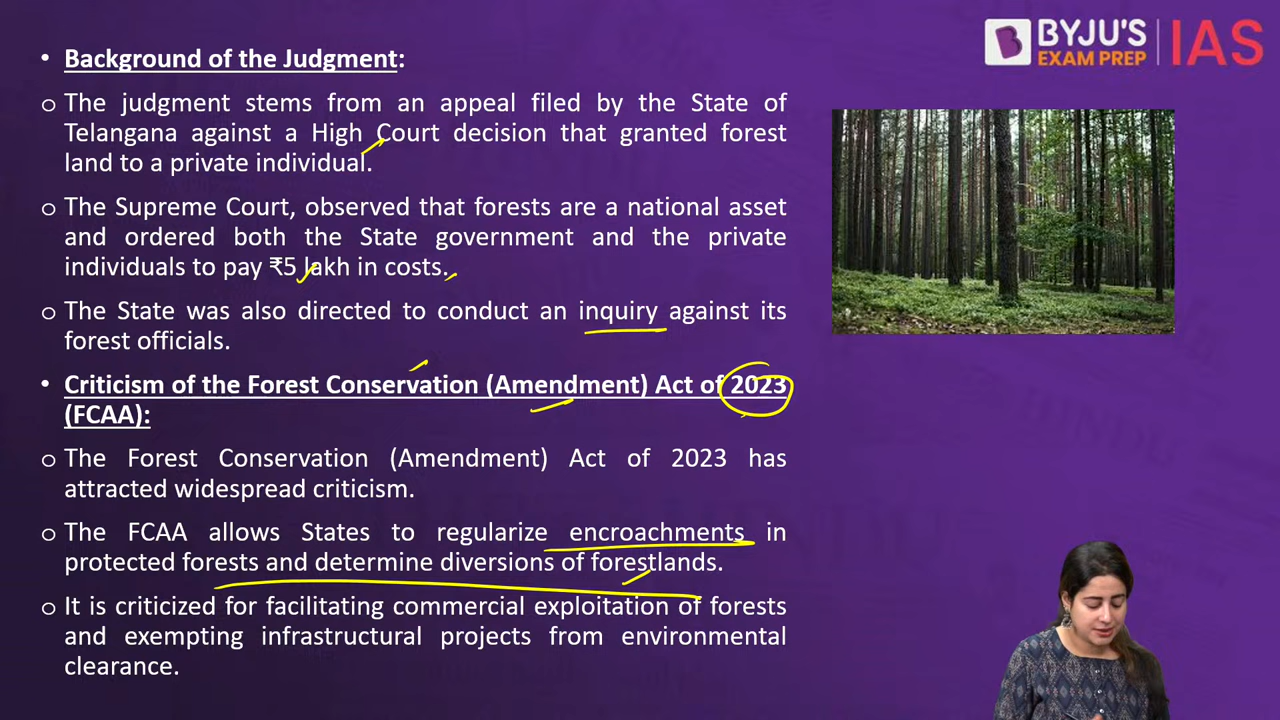 BYJU'S
EXAM PREP
IAS
• Background of the Judgment:
o The judgment stems from an appeal filed by the State of
Telangana against a High Court decision that granted forest
land to a private individual.
o The Supreme Court, observed that forests are a national asset
and ordered both the State government and the private
individuals to pay ₹5 lakh in costs.
o The State was also directed to conduct an inquiry against its
forest officials.
• Criticism of the Forest Conservation (Amendment) Act of 2023
(FCAA):
o The Forest Conservation (Amendment) Act of 2023 has
attracted widespread criticism.
o The FCAA allows States to regularize encroachments in
protected forests and determine diversions of forestlands.
o It is criticized for facilitating commercial exploitation of forests
and exempting infrastructural projects from environmental
clearance.